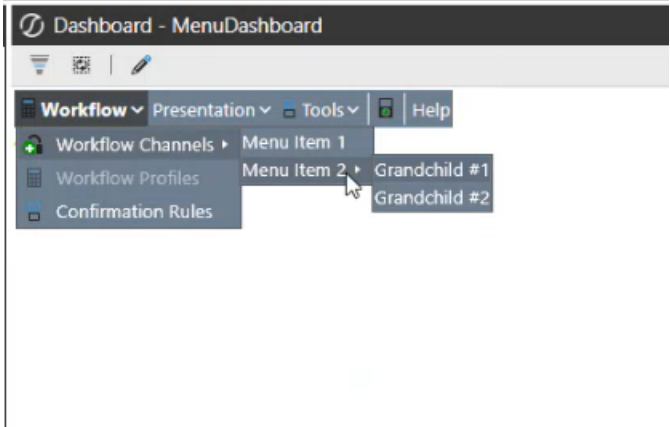 Dashboard - MenuDashboard
Workflow Presentation Tools Help
Workflow Channels Menu Item 1
Workflow Profiles Menu Item 2 Grandchild #1
Confirmation Rules Grandchild #2